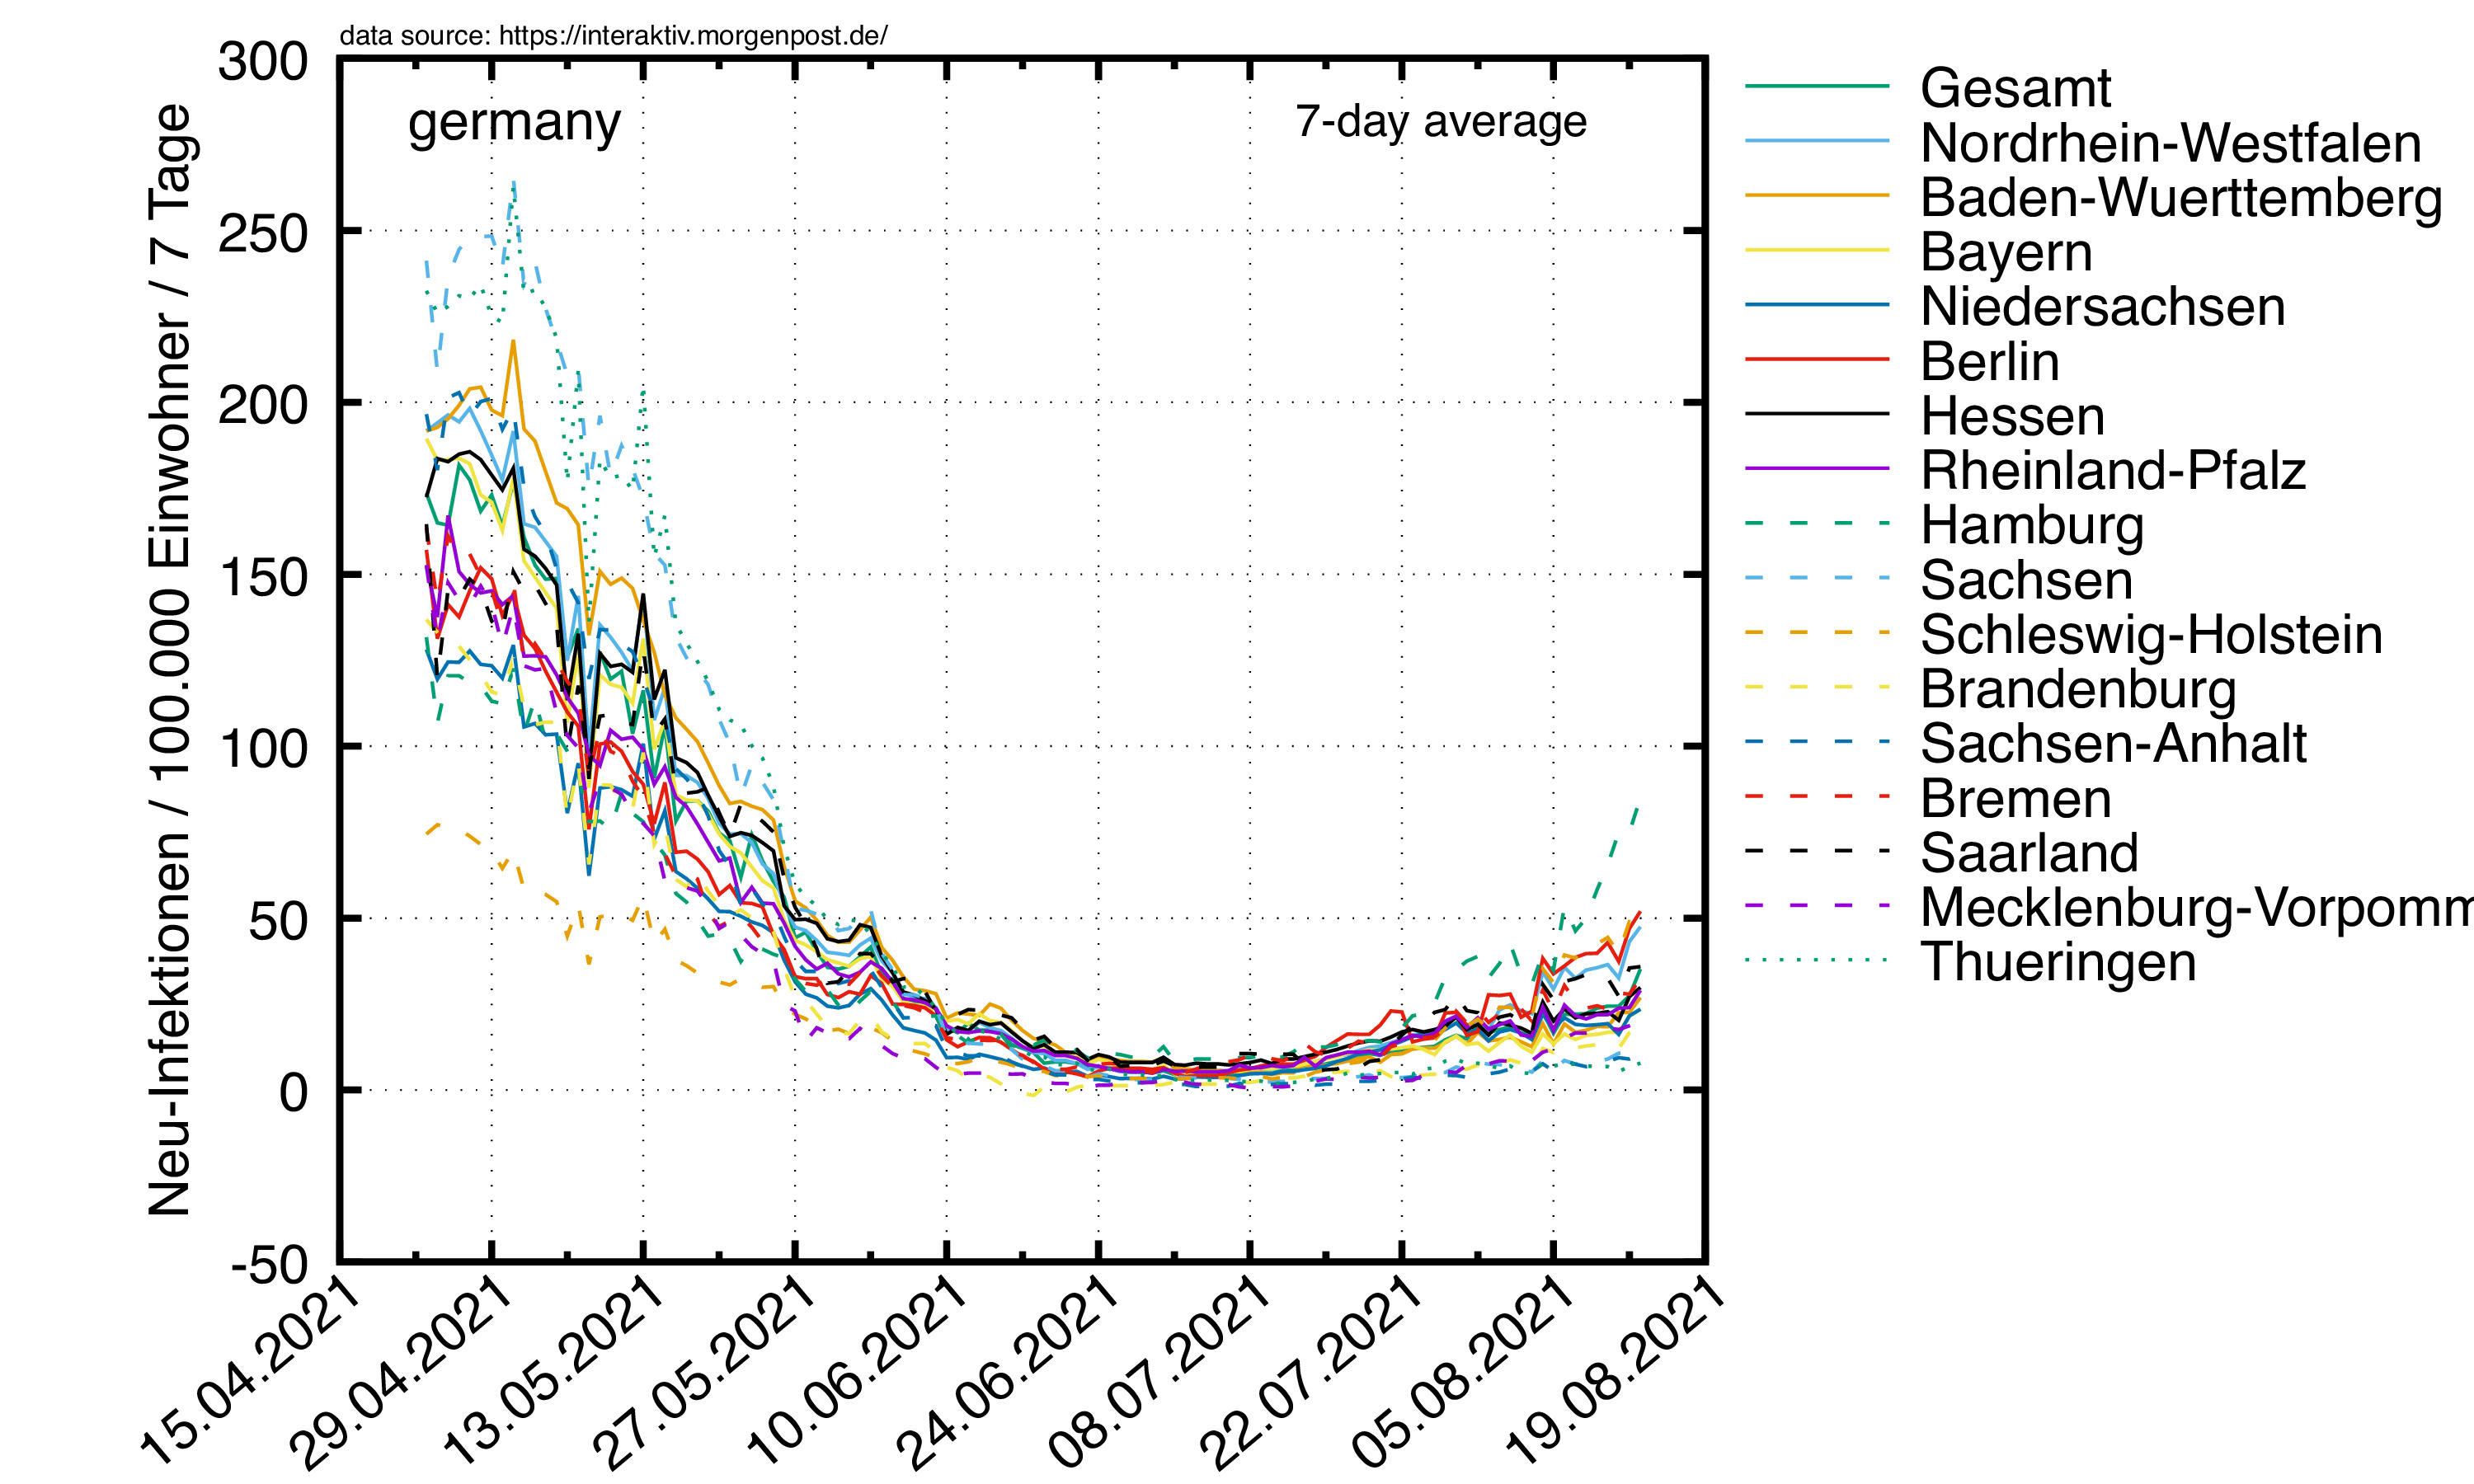 data source: https://interaktiv.morgenpost.de/
germany
7-day average
Neu-Infektionen / 100.000 Einwohner / 7 Tage
300
250
200
150
100
50
0
-50
15.04.2021
29.04.2021
13.05.2021
27.05.2021
10.06.2021
24.06.2021
08.07.2021
22.07.2021
05.08.2021
19.08.2021
Gesamt
Nordrhein-Westfalen
Baden-Wuerttemberg
Bayern
Niedersachsen
Berlin
Hessen
Rheinland-Pfalz
Hamburg
Sachsen
Schleswig-Holstein
Brandenburg
Sachsen-Anhalt
Bremen
Saarland
Mecklenburg-Vorpomm
Thueringen